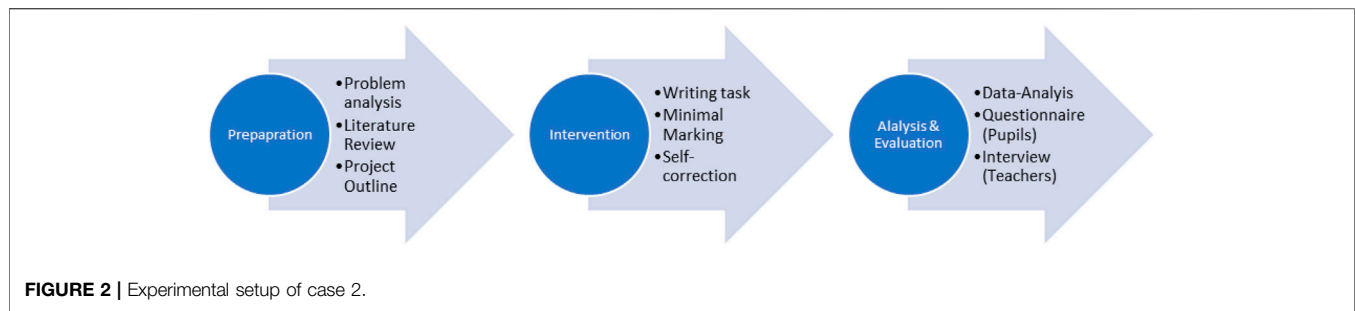 Prepapration
•Problem
analysis
•Literature
Review
•Project
Outline
Intervention
•Writing task
•Minimal
Marking
•Self-
correction
Alalysis &
Evaluation
•Data-Analyis
•Questionnaire
(Pupils)
•Interview
(Teachers)
FIGURE 2 | Experimental setup of case 2.